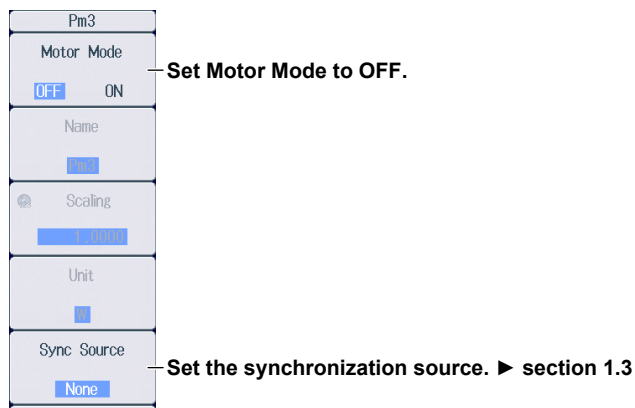 Pm3
Motor Mode
OFF ON
Set Motor Mode to OFF.
Name
Pm3
Scaling
1.0000
Unit
W
Sync Source
None
Set the synchronization source. ► section 1.3